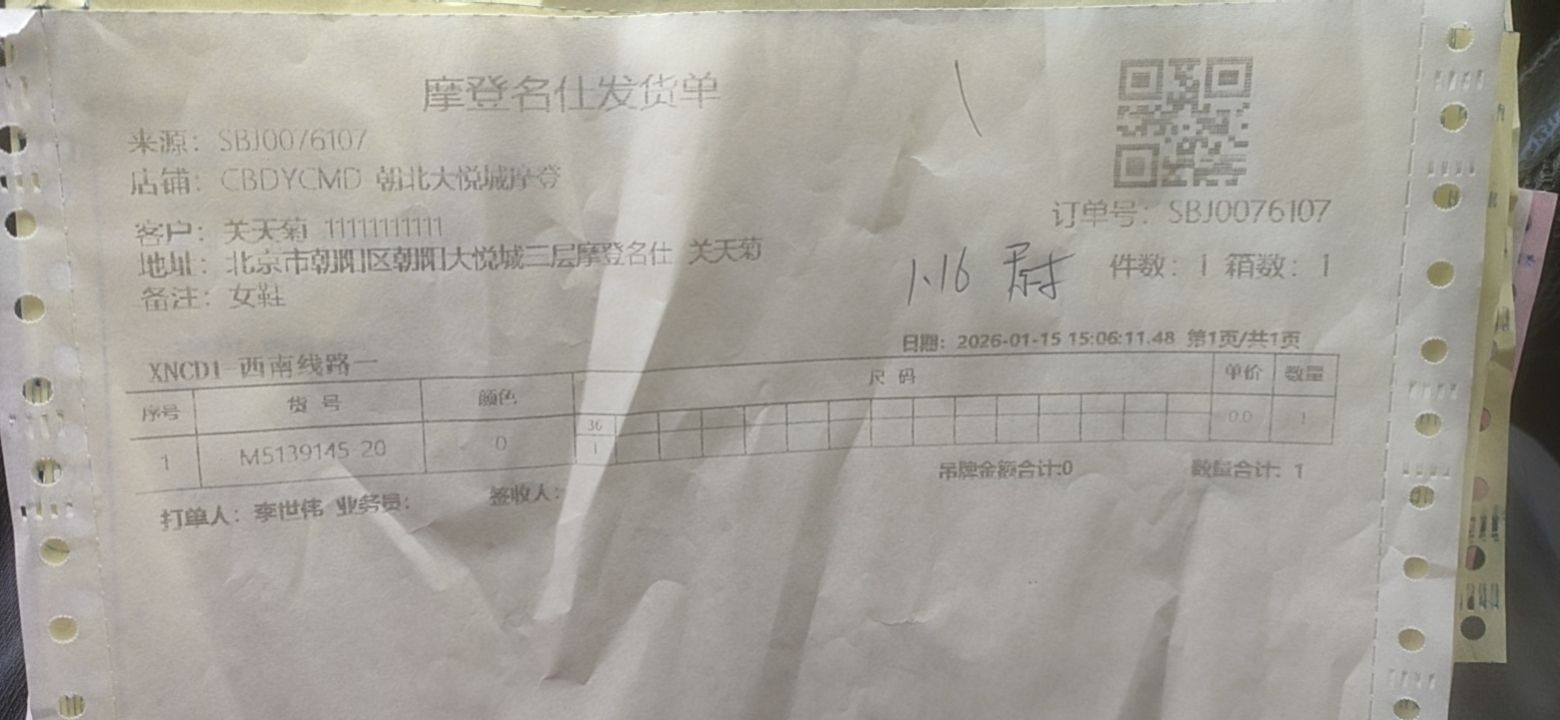 摩登名仕发货单
来源：SBJ0076107
店铺：CBDYCMD 朝北大悦城摩登
客户：关天菊 11111111111
订单号：SBJ0076107
地址：北京市朝阳区朝阳大悦城三层摩登名仕 关天菊
1.16
件数：1 箱数：1
备注：女鞋
日期：2026-01-15 15:06:11.48 第1页/共1页
XNCD1-西南线路一
序号 货号 颜色 尺码 单价 数量
36
1 M5139145-20 0 1 0.0 1
吊牌金额合计:0 数量合计：1
打单人：李世伟 业务员： 签收人：